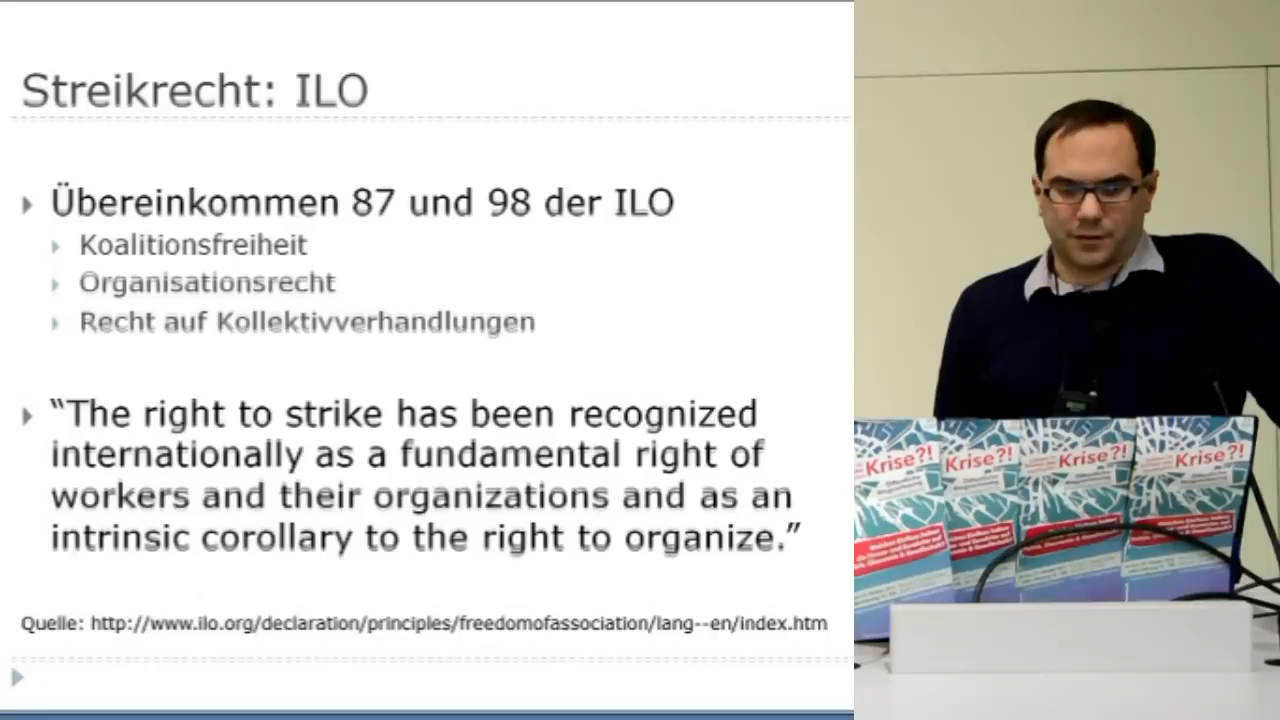 Streikrecht: ILO
Übereinkommen 87 und 98 der ILO
Koalitionsfreiheit
Organisationsrecht
Recht auf Kollektivverhandlungen
“The right to strike has been recognized
internationally as a fundamental right of
workers and their organizations and as an
intrinsic corollary to the right to organize.”
Quelle: http://www.ilo.org/declaration/principles/freedomofassociation/lang--en/index.htm
Krise?!
Krise?!
Krise?!
Krise?!